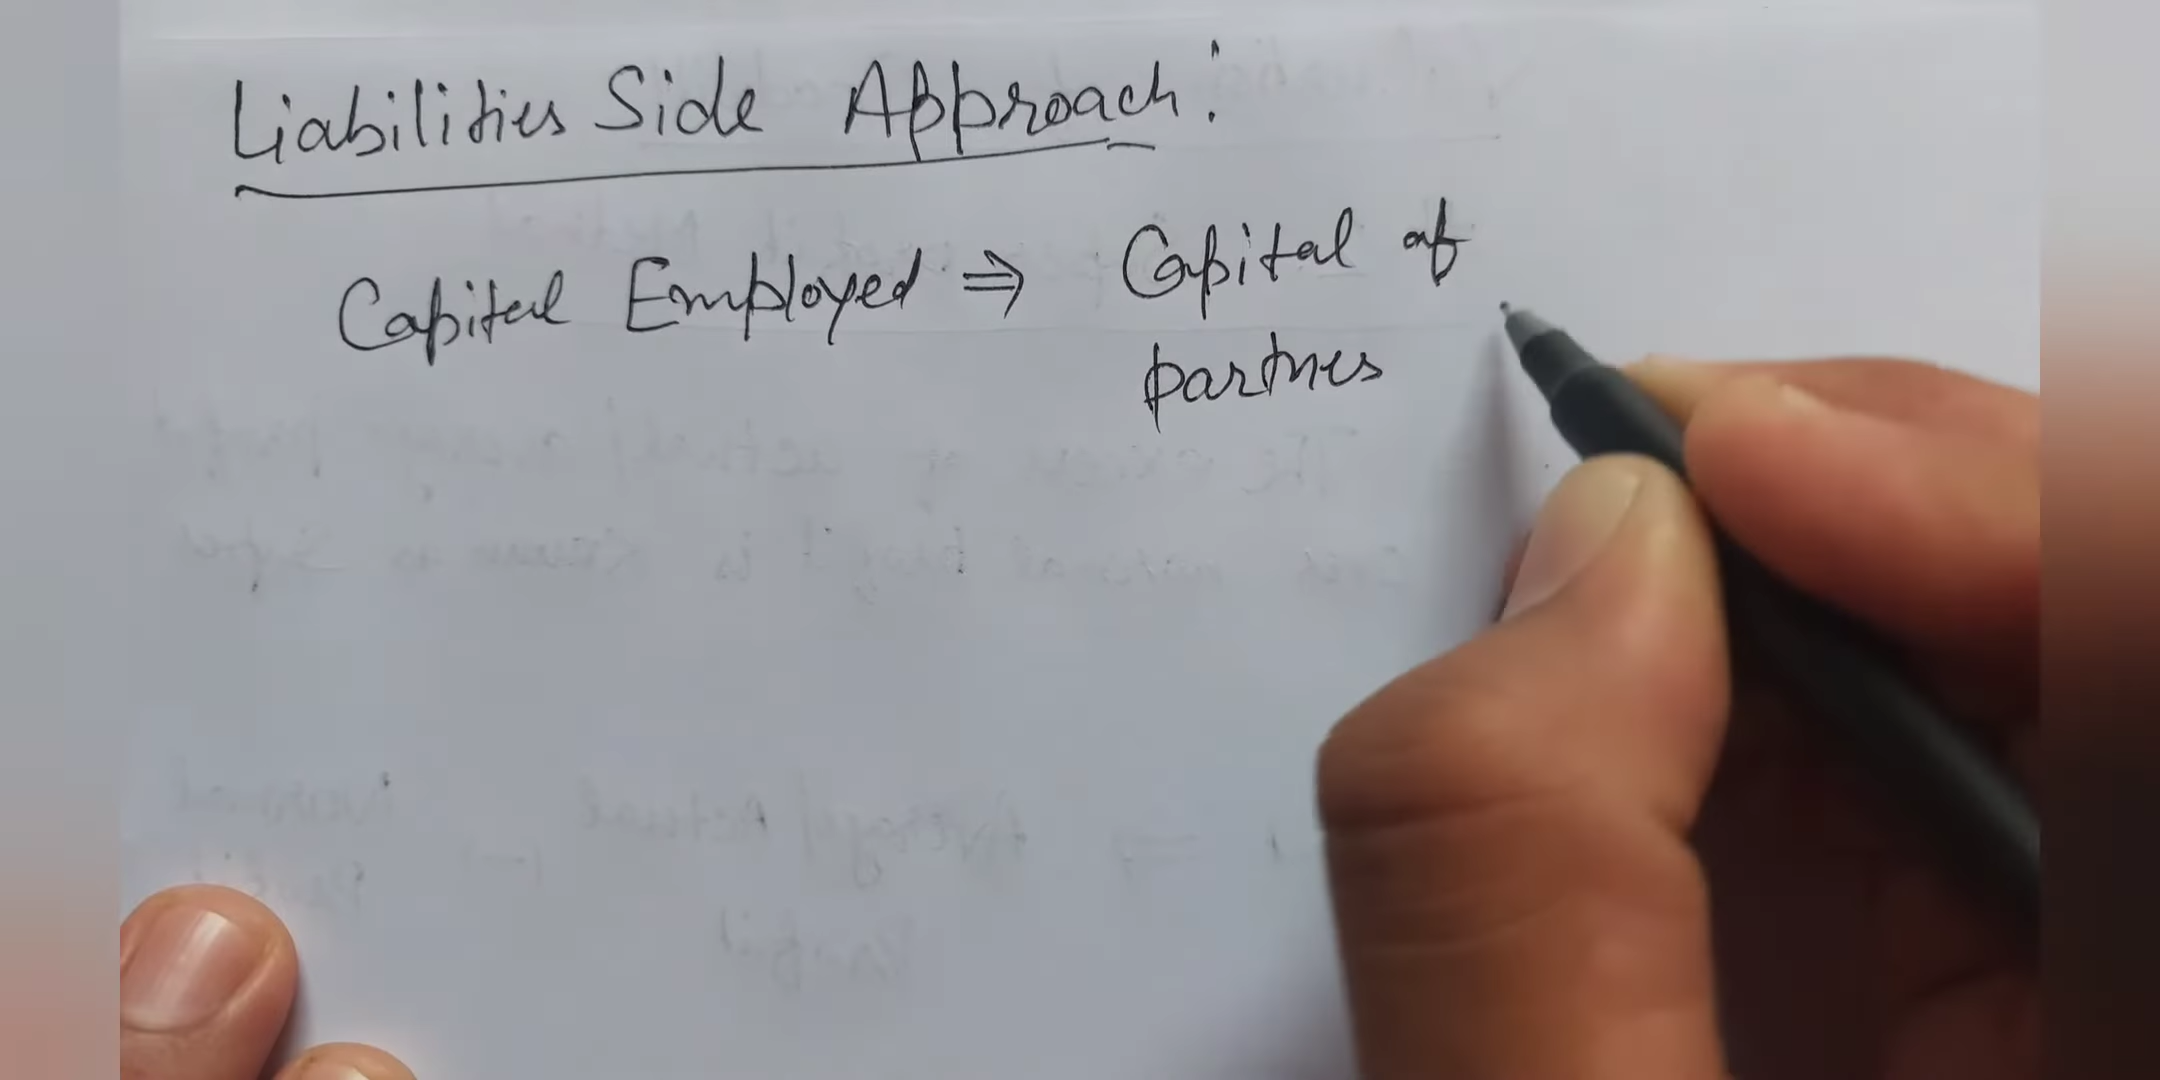 Liabilities Side Approach:
Capital Employed ⇒ Capital of
partners